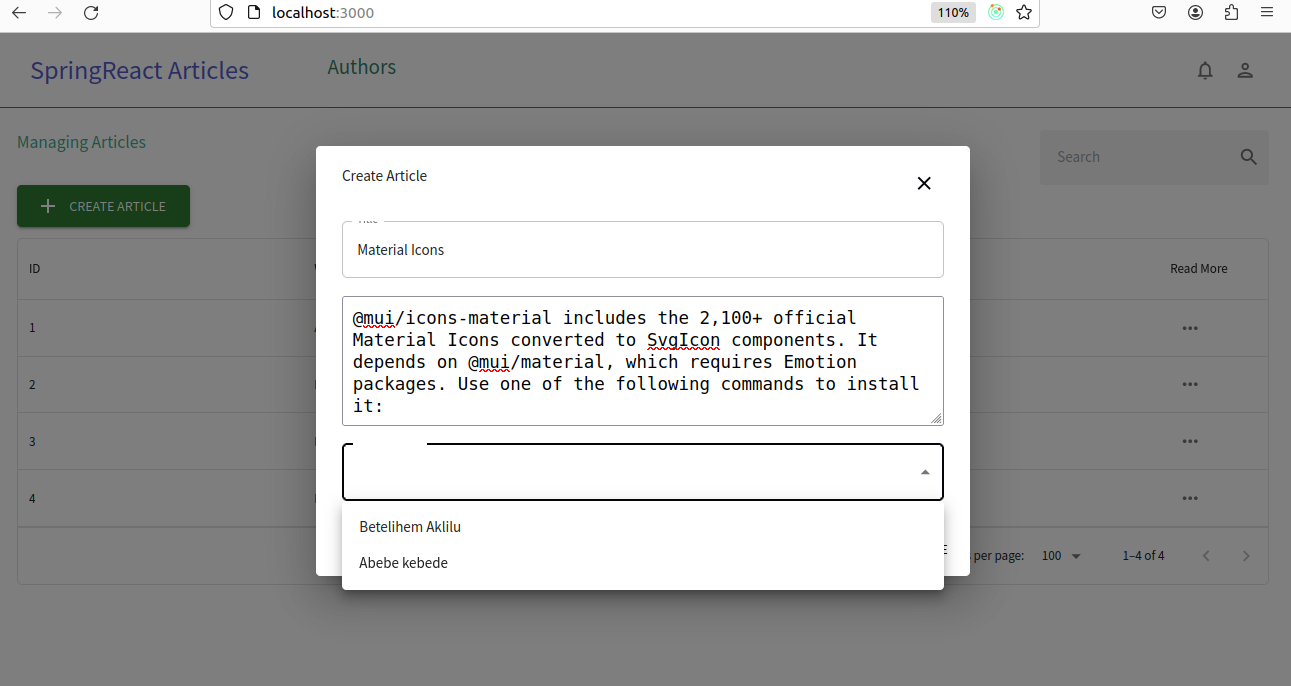 localhost:3000
110%
SpringReact Articles
Authors
Managing Articles
Search
CREATE ARTICLE
Create Article
Title
Material Icons
@mui/icons-material includes the 2,100+ official
Material Icons converted to SvgIcon components. It
depends on @mui/material, which requires Emotion
packages. Use one of the following commands to install
it:
Betelihem Aklilu
Abebe kebede
ID
Read More
1
2
3
4
per page:
100
1–4 of 4